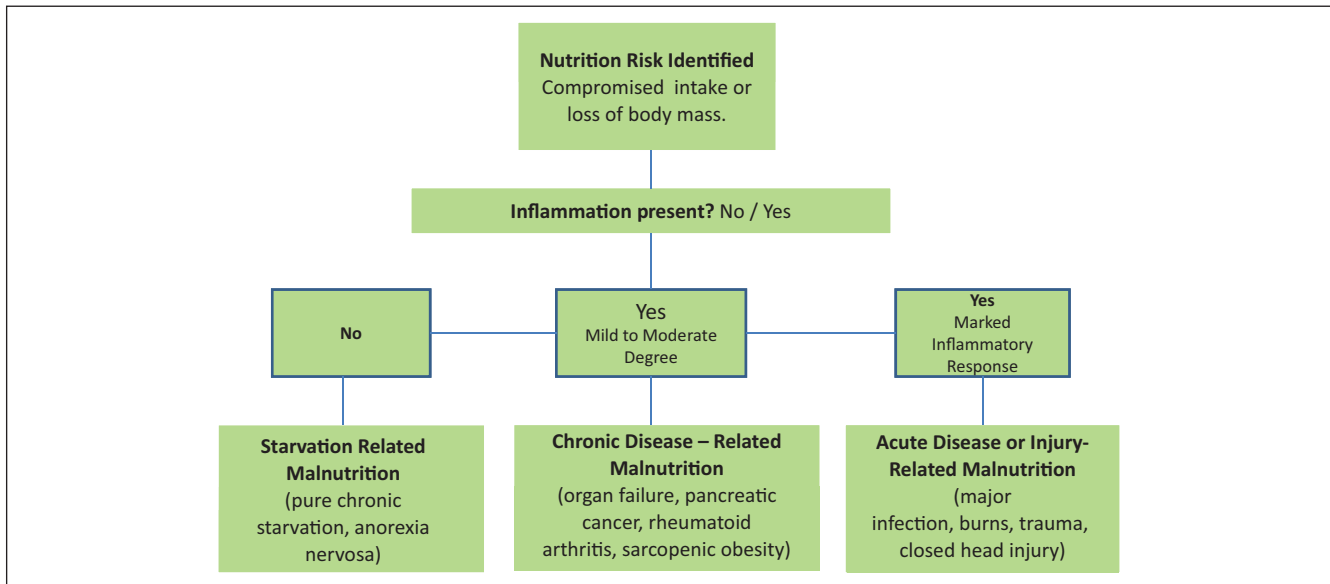 Nutrition Risk Identified
Compromised intake or
loss of body mass.
Inflammation present? No / Yes
No
Yes
Mild to Moderate
Degree
Yes
Marked
Inflammatory
Response
Starvation Related
Malnutrition
(pure chronic
starvation, anorexia
nervosa)
Chronic Disease – Related
Malnutrition
(organ failure, pancreatic
cancer, rheumatoid
arthritis, sarcopenic obesity)
Acute Disease or Injury-
Related Malnutrition
(major
infection, burns, trauma,
closed head injury)